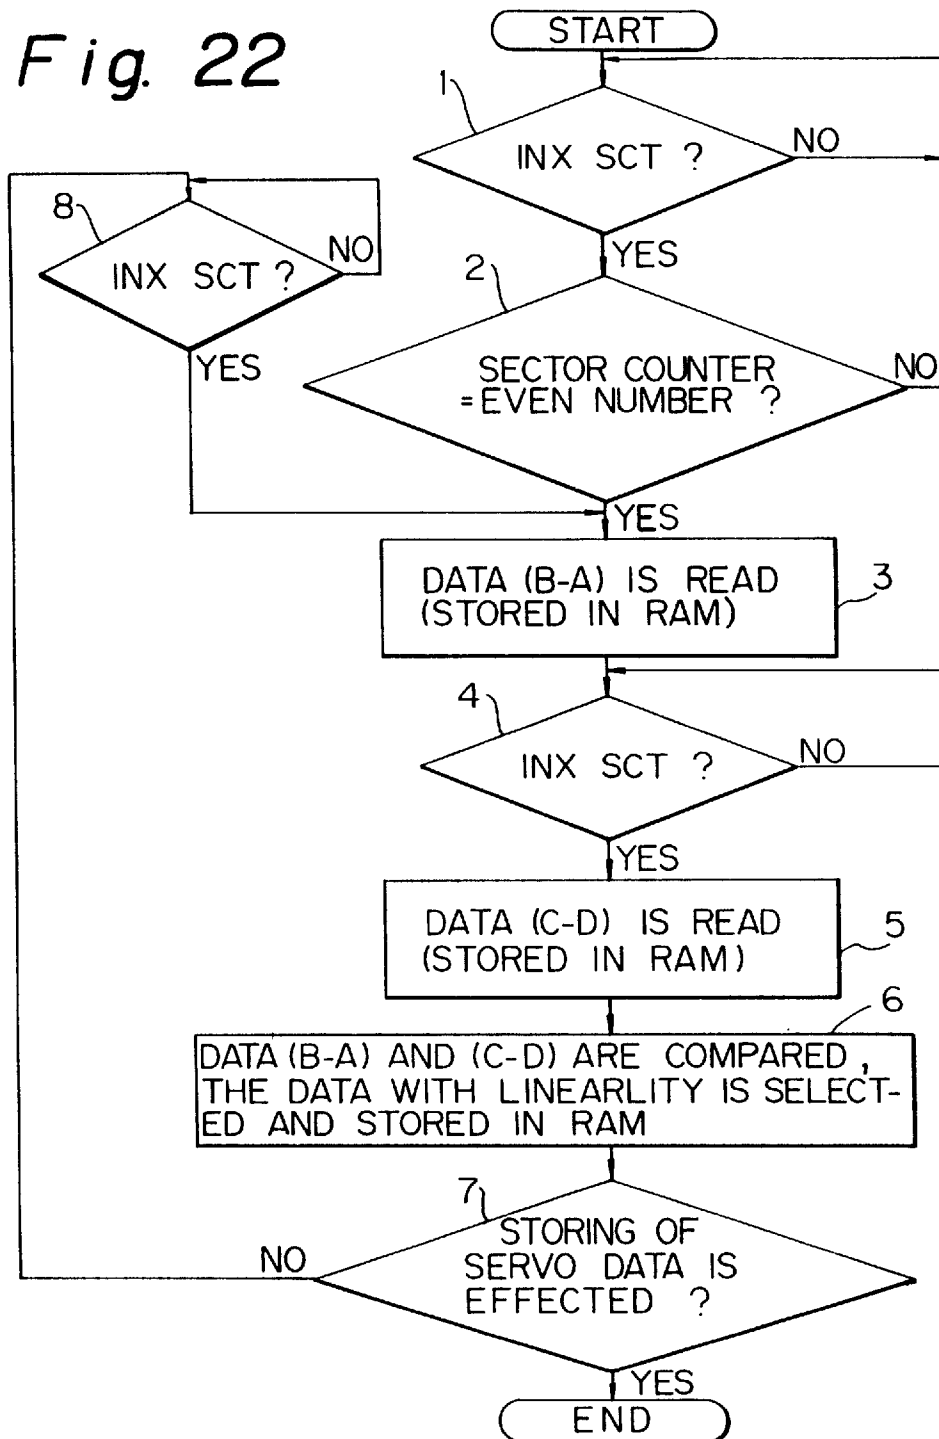 Fig. 22
START
1
INX SCT ?
NO
YES
8
INX SCT ?
NO
YES
2
SECTOR COUNTER
=EVEN NUMBER ?
NO
YES
DATA (B-A) IS READ
(STORED IN RAM)
3
4
INX SCT ?
NO
YES
DATA (C-D) IS READ
(STORED IN RAM)
5
6
DATA (B-A) AND (C-D) ARE COMPARED,
THE DATA WITH LINEARLITY IS SELECT-
ED AND STORED IN RAM
7
STORING OF
SERVO DATA IS
EFFECTED ?
NO
YES
END